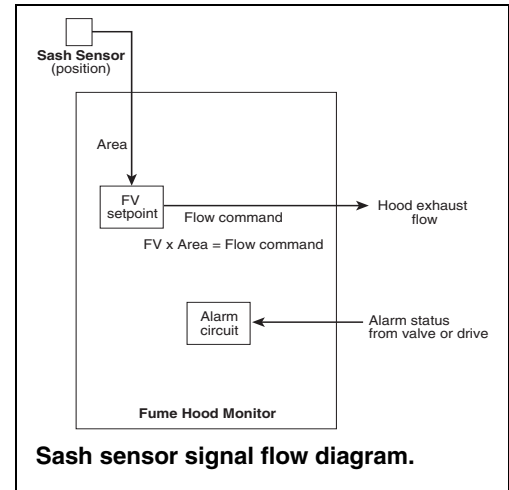 Sash Sensor
(position)
Area
FV
setpoint
Flow command
Hood exhaust
flow
FV x Area = Flow command
Alarm
circuit
Alarm status
from valve or drive
Fume Hood Monitor
Sash sensor signal flow diagram.